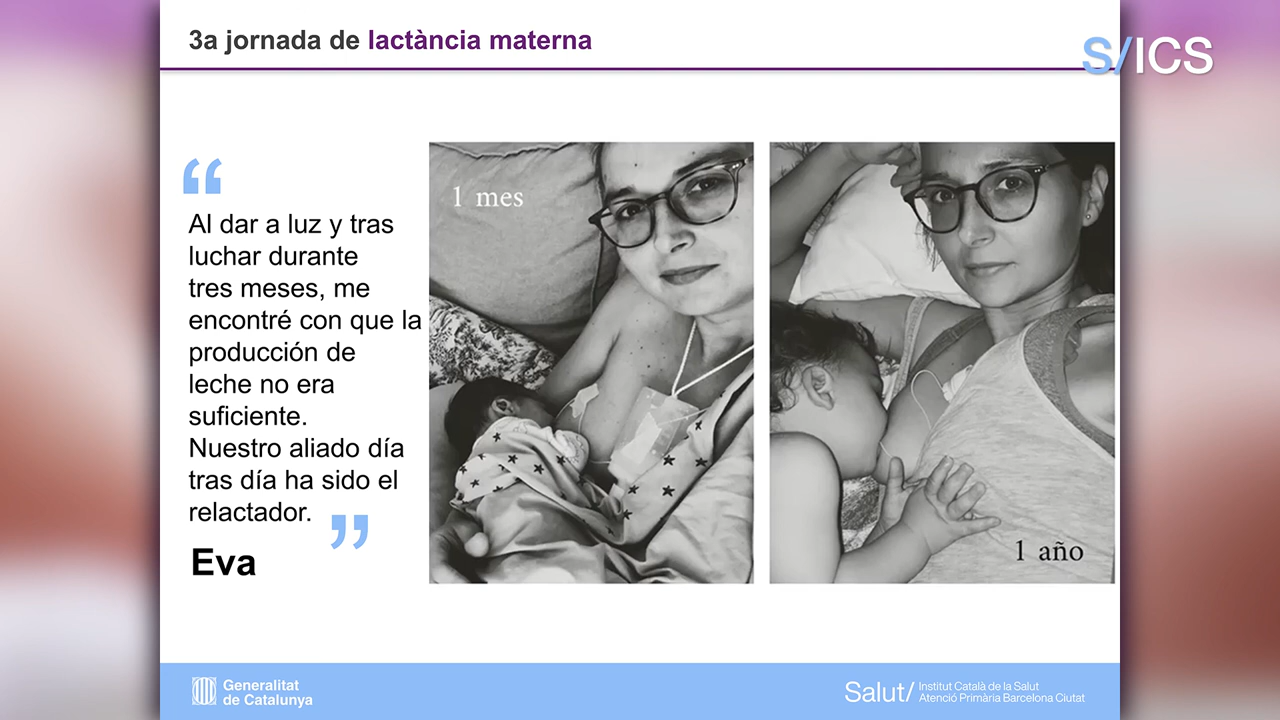 3a jornada de lactància materna
S/ICS
“
Al dar a luz y tras
luchar durante
tres meses, me
encontré con que la
producción de
leche no era
suficiente.
Nuestro aliado día
tras día ha sido el
relactador.
”
Eva
1 mes
1 año
Generalitat
de Catalunya
Salut/
Institut Català de la Salut
Atenció Primària Barcelona Ciutat